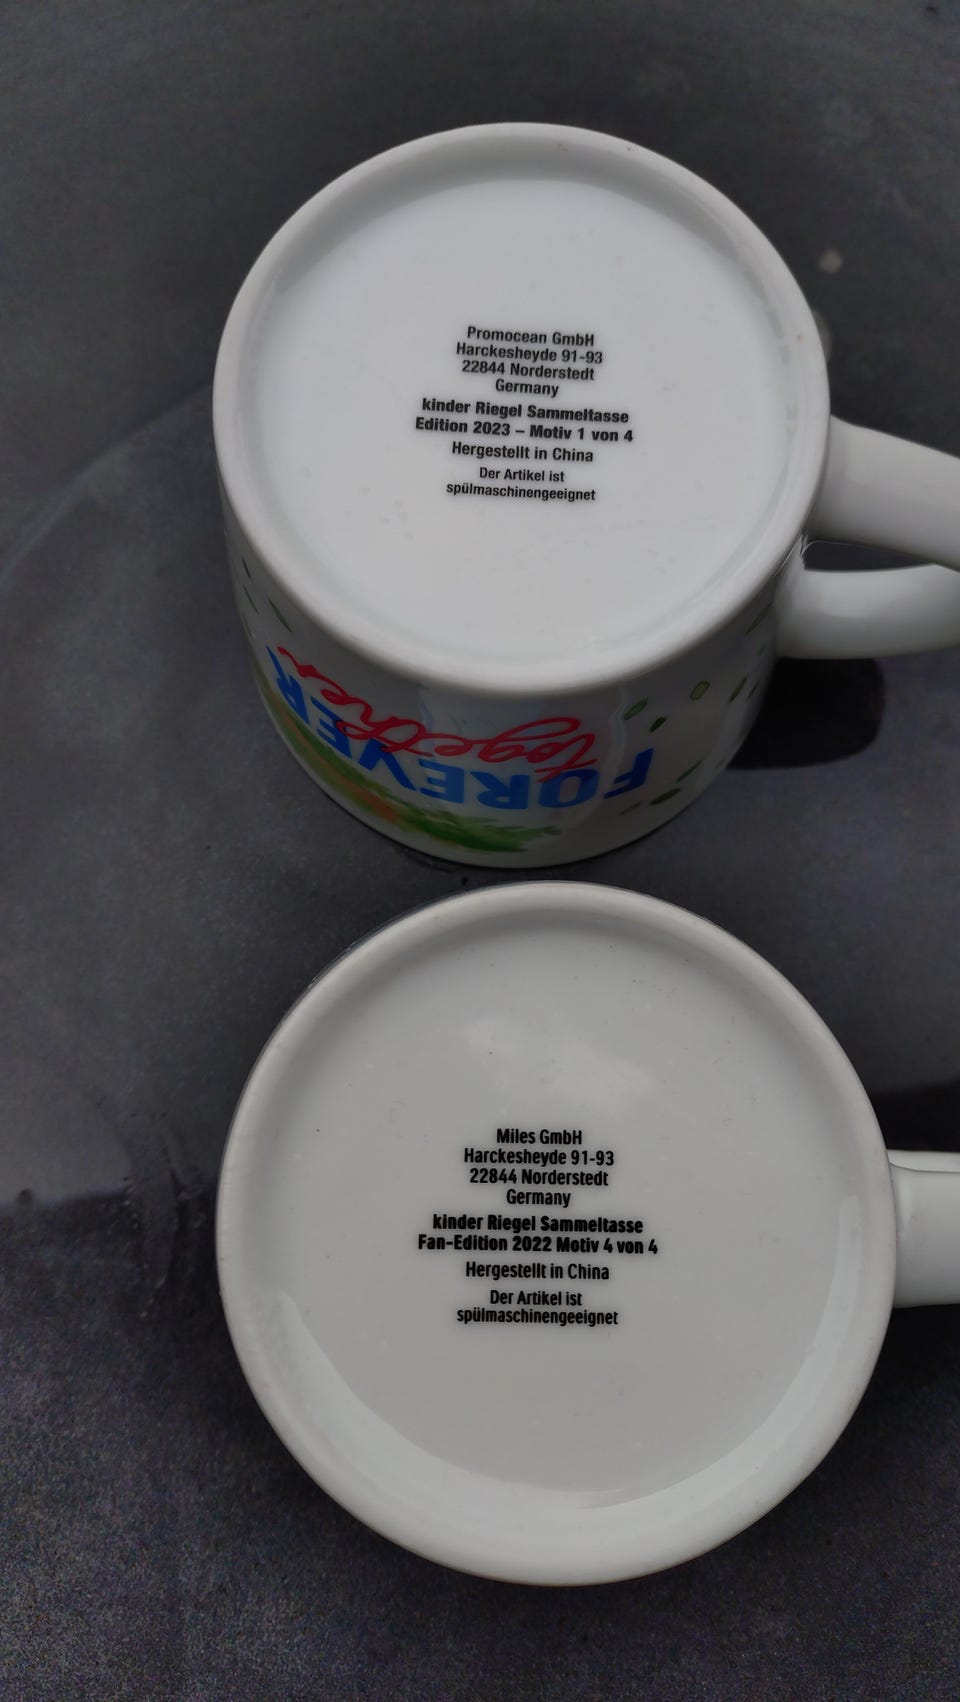 Promocean GmbH
Harckesheyde 91-93
22844 Norderstedt
Germany
kinder Riegel Sammeltasse
Edition 2023 – Motiv 1 von 4
Hergestellt in China
Der Artikel ist
spülmaschinengeeignet
FOREVER
together
Miles GmbH
Harckesheyde 91-93
22844 Norderstedt
Germany
kinder Riegel Sammeltasse
Fan-Edition 2022 Motiv 4 von 4
Hergestellt in China
Der Artikel ist
spülmaschinengeeignet